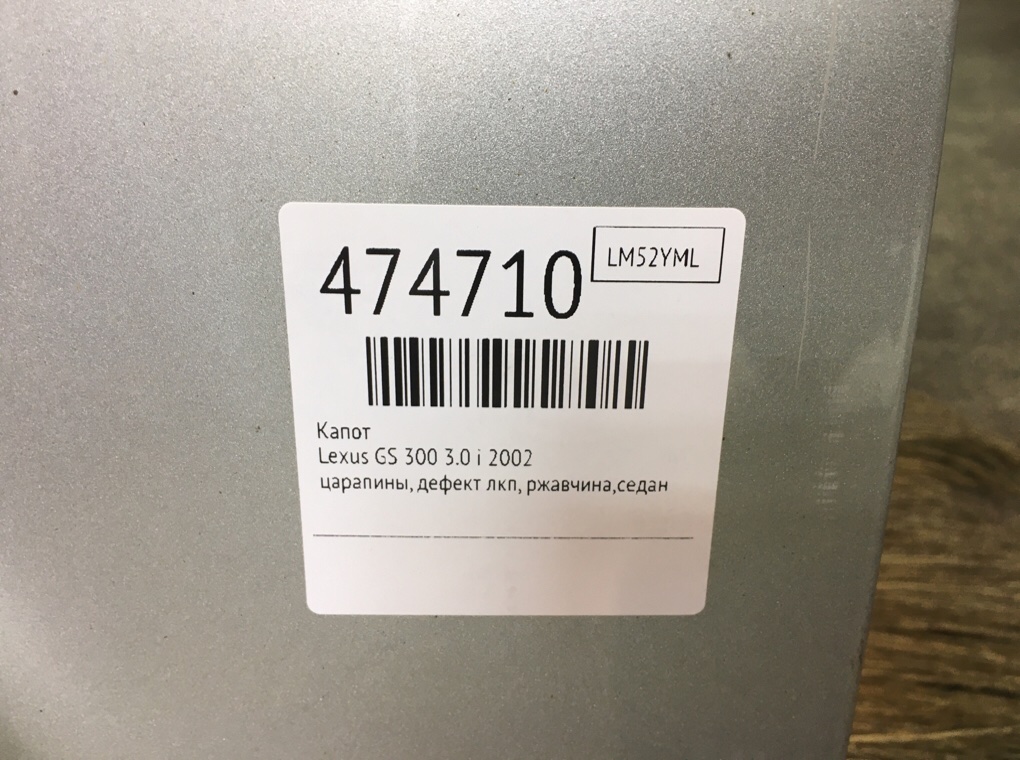 474710
LM52YML
Капот
Lexus GS 300 3.0 i 2002
царапины, дефект лкп, ржавчина,седан